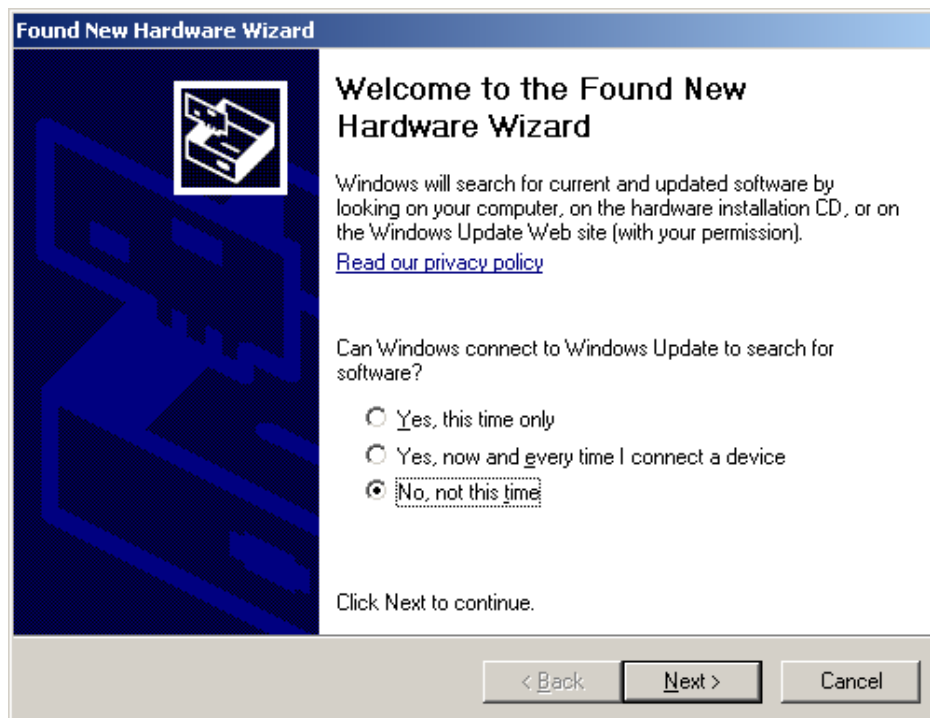 Found New Hardware Wizard
Welcome to the Found New
Hardware Wizard
Windows will search for current and updated software by
looking on your computer, on the hardware installation CD, or on
the Windows Update Web site (with your permission).
Read our privacy policy
Can Windows connect to Windows Update to search for
software?
Yes, this time only
Yes, now and every time I connect a device
No, not this time
Click Next to continue.
< Back
Next >
Cancel